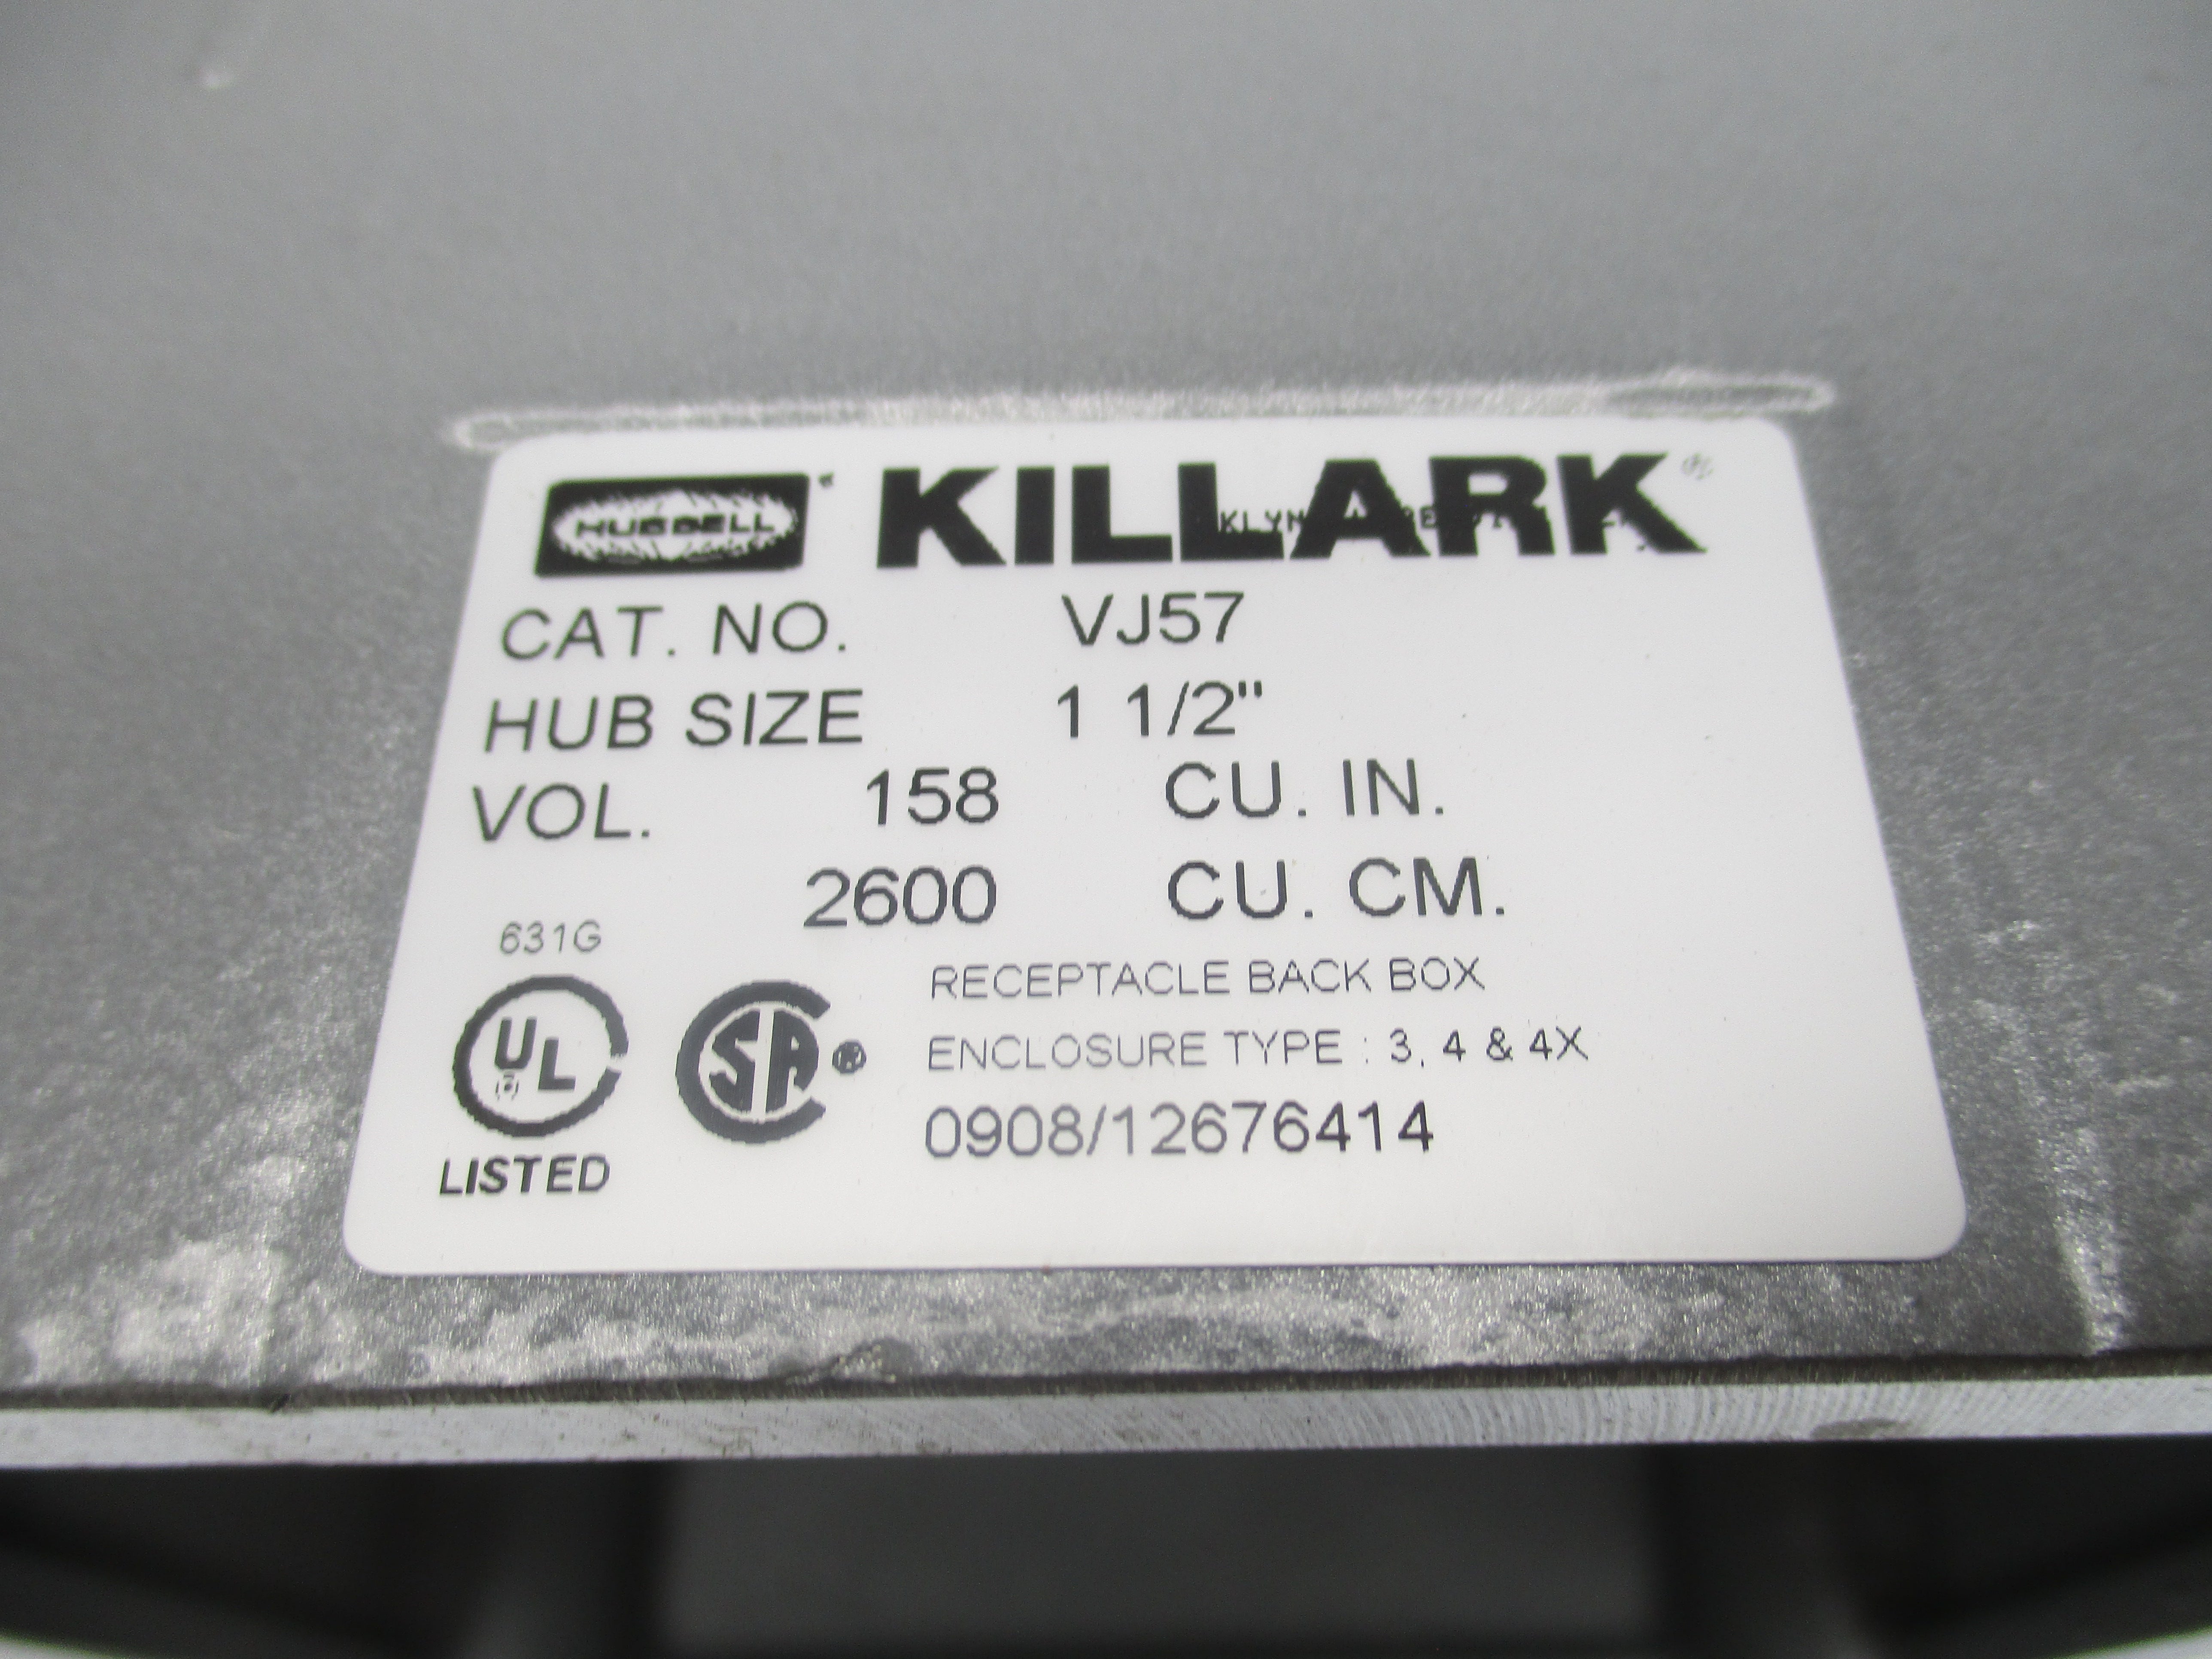 HUBBELL KILLARK®
CAT. NO. VJ57
HUB SIZE 1 1/2"
VOL. 158 CU. IN.
2600 CU. CM.
631G
UL
LISTED
SA ®
RECEPTACLE BACK BOX
ENCLOSURE TYPE : 3, 4 & 4X
0908/12676414